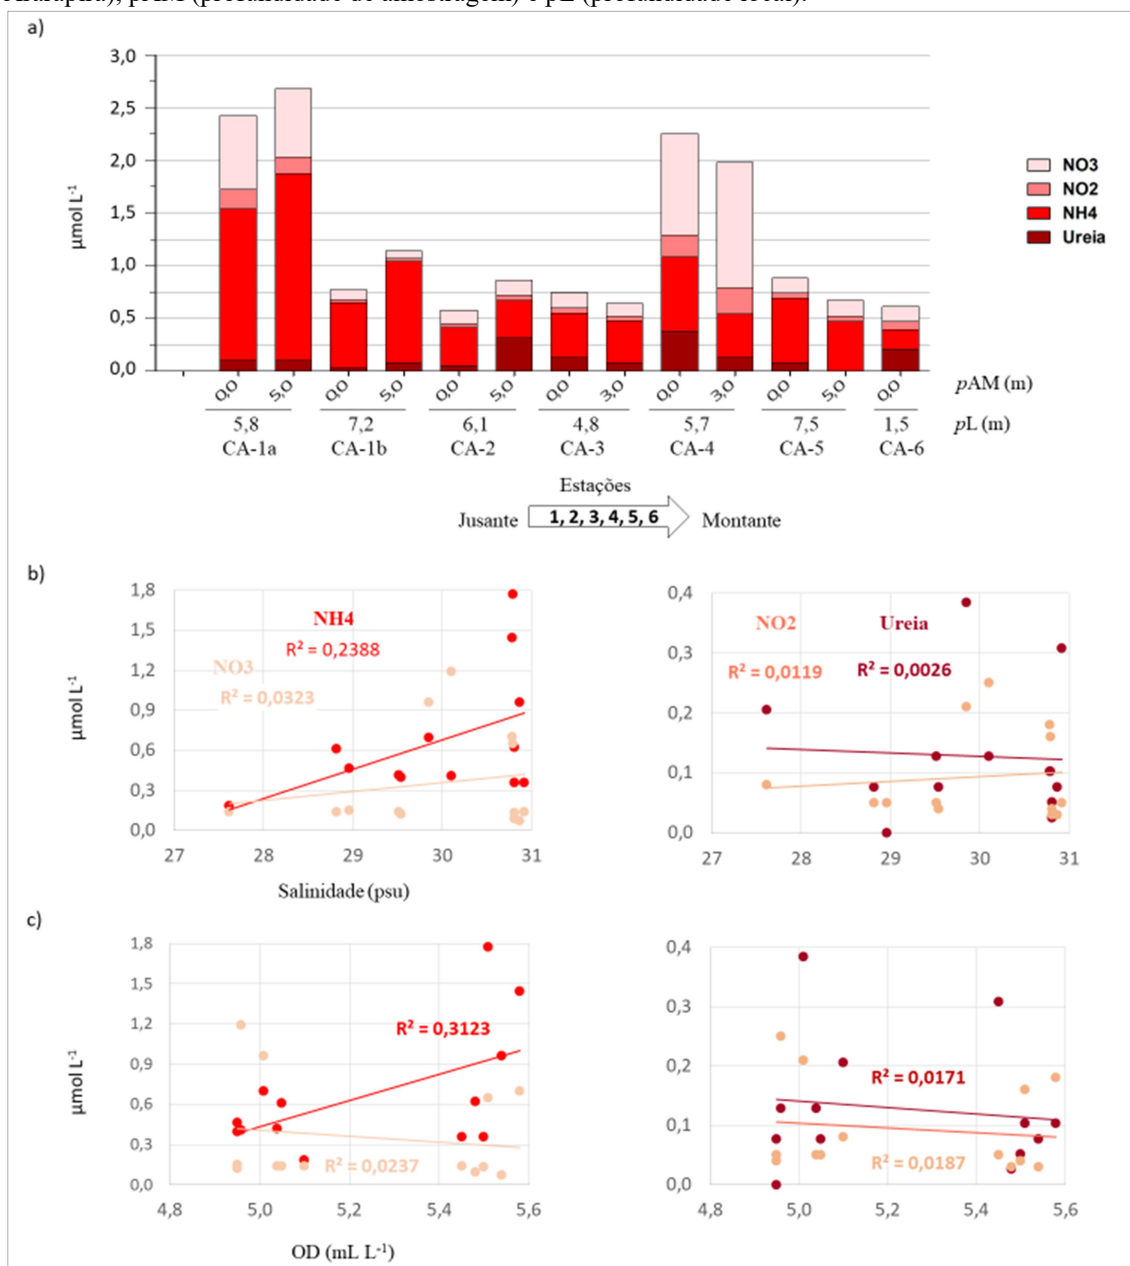 Afarapira), pAM (profundidade de amostragem) e pL (profundidade local).
a)
3,0
2,5
2,0
1,5
1,0
0,5
0,0
µmol L-1
NO3
NO2
NH4
Ureia
0,0 5,0 0,0 5,0 0,0 5,0 0,0 3,0 0,0 3,0 0,0 5,0 0,0 pAM (m)
5,8 7,2 6,1 4,8 5,7 7,5 1,5 pL (m)
CA-1a CA-1b CA-2 CA-3 CA-4 CA-5 CA-6
Estações
Jusante 1, 2, 3, 4, 5, 6 Montante
b)
1,8
1,5
1,2
0,9
0,6
0,3
0,0
µmol L-1
NH4
R² = 0,2388
NO3
R² = 0,0323
27 28 29 30 31
Salinidade (psu)
0,4
0,3
0,2
0,1
0,0
NO2 Ureia
R² = 0,0119 R² = 0,0026
27 28 29 30 31
c)
1,8
1,5
1,2
0,9
0,6
0,3
0,0
µmol L-1
R² = 0,3123
R² = 0,0237
4,8 5,0 5,2 5,4 5,6
OD (mL L-1)
0,4
0,3
0,2
0,1
0,0
R² = 0,0171
R² = 0,0187
4,8 5,0 5,2 5,4 5,6